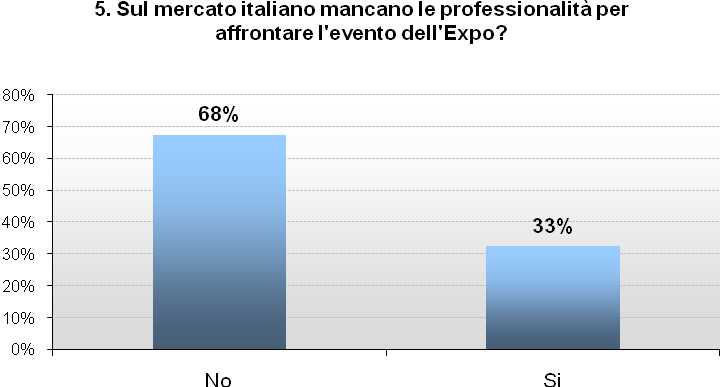 5. Sul mercato italiano mancano le professionalità per
affrontare l'evento dell'Expo?
80%
70%
60%
50%
40%
30%
20%
10%
0%
68%
33%
No
Si